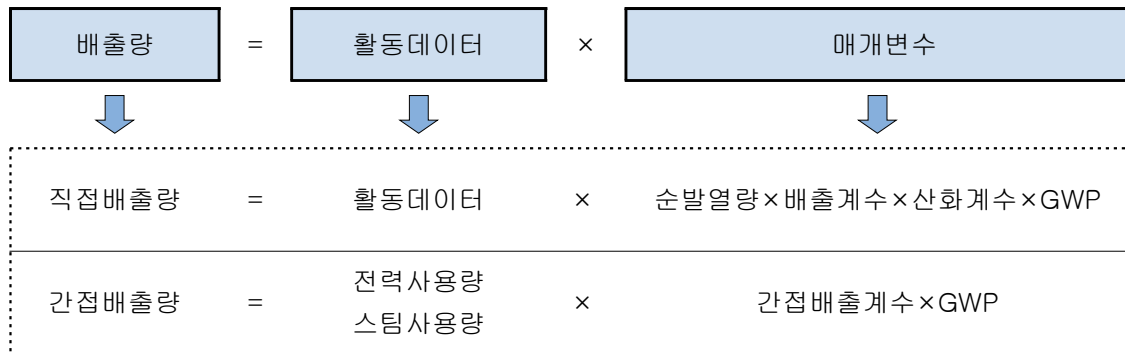 배출량 = 활동데이터 × 매개변수
직접배출량 = 활동데이터 × 순발열량×배출계수×산화계수×GWP
간접배출량 = 전력사용량 × 간접배출계수×GWP
스팀사용량